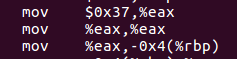 mov $0x37,%eax
mov %eax,%eax
mov %eax,-0x4(%rbp)